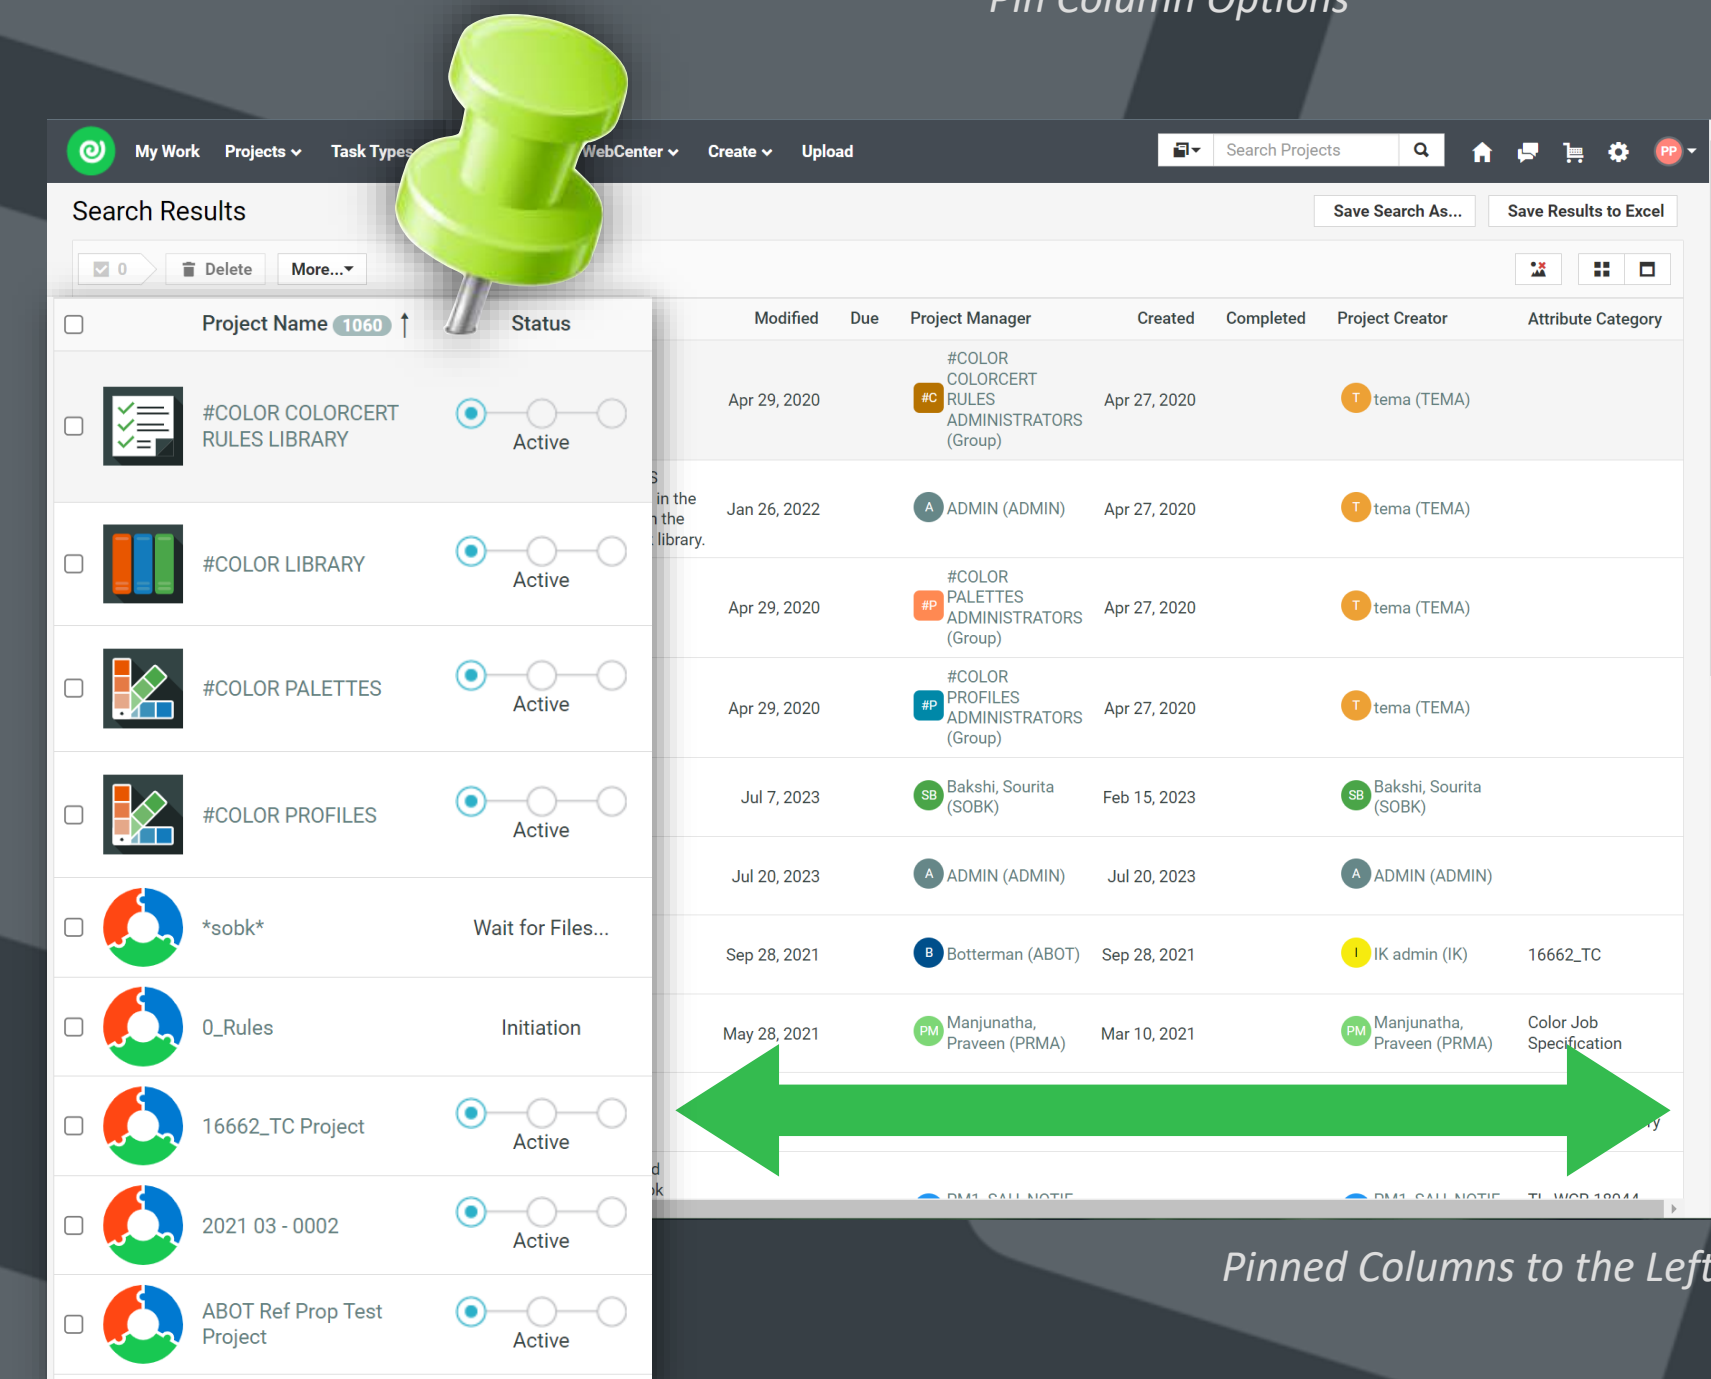 Pin Column Options
My Work Projects Task Types WebCenter Create Upload
Search Projects
PP
Search Results
Save Search As...
Save Results to Excel
0
Delete
More...
Project Name 1060
Status
Modified Due Project Manager Created Completed Project Creator Attribute Category
#COLOR COLORCERT
RULES LIBRARY
Active
Apr 29, 2020
#C
#COLOR
COLORCERT
RULES
ADMINISTRATORS
(Group)
Apr 27, 2020
T tema (TEMA)
#COLOR LIBRARY
Active
in the
the
library.
Jan 26, 2022
A ADMIN (ADMIN)
Apr 27, 2020
T tema (TEMA)
#COLOR PALETTES
Active
Apr 29, 2020
#P
#COLOR
PALETTES
ADMINISTRATORS
(Group)
Apr 27, 2020
T tema (TEMA)
#COLOR PROFILES
Active
Apr 29, 2020
#P
#COLOR
PROFILES
ADMINISTRATORS
(Group)
Apr 27, 2020
T tema (TEMA)
*sobk*
Wait for Files...
Jul 7, 2023
SB Bakshi, Sourita
(SOBK)
Feb 15, 2023
SB Bakshi, Sourita
(SOBK)
0_Rules
Initiation
Jul 20, 2023
A ADMIN (ADMIN)
Jul 20, 2023
A ADMIN (ADMIN)
16662_TC Project
Active
Sep 28, 2021
B Botterman (ABOT)
Sep 28, 2021
I IK admin (IK)
16662_TC
2021 03 - 0002
Active
May 28, 2021
PM Manjunatha,
Praveen (PRMA)
Mar 10, 2021
PM Manjunatha,
Praveen (PRMA)
Color Job
Specification
ABOT Ref Prop Test
Project
Active
Pinned Columns to the Left